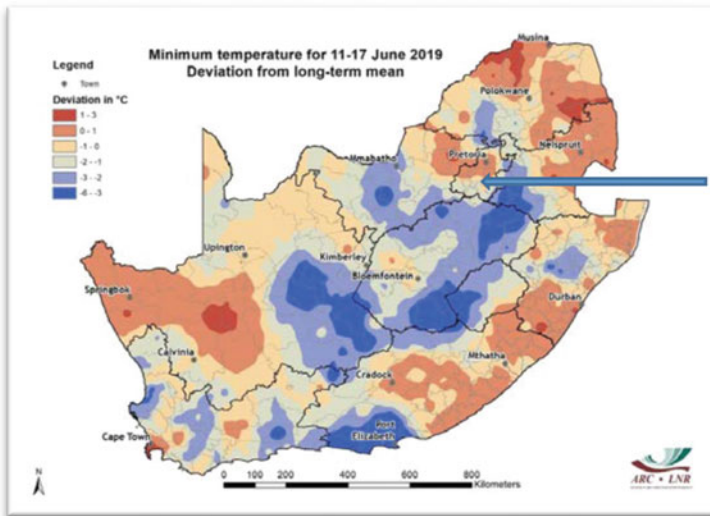 Minimum temperature for 11-17 June 2019
Deviation from long-term mean
Legend
Town
Deviation in °C
1 - 3
0 - 1
-1 - 0
-2 - -1
-3 - -2
-6 - -3
Musina
Polokwane
Mmabatho
Pretoria
Nelspruit
Upington
Kimberley
Bloemfontein
Springbok
Durban
Calvinia
Mthatha
Cradock
Cape Town
Port
Elizabeth
N
0 100 200 400 600 800
Kilometers
ARC • LNR